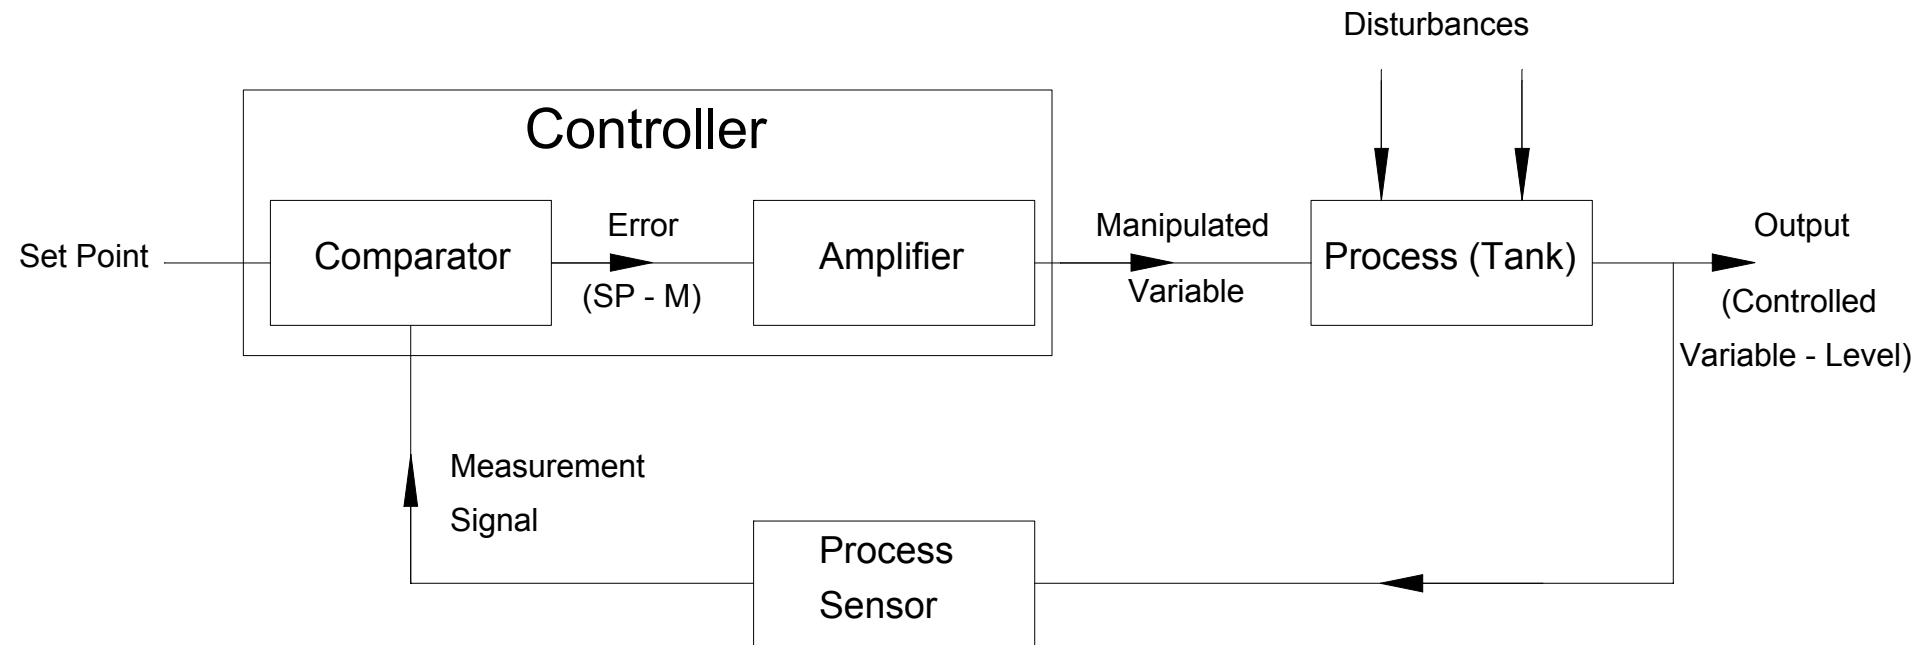 Disturbances
Controller
Set Point
Comparator
Error
(SP - M)
Amplifier
Manipulated
Variable
Process (Tank)
Output
(Controlled
Variable - Level)
Measurement
Signal
Process
Sensor